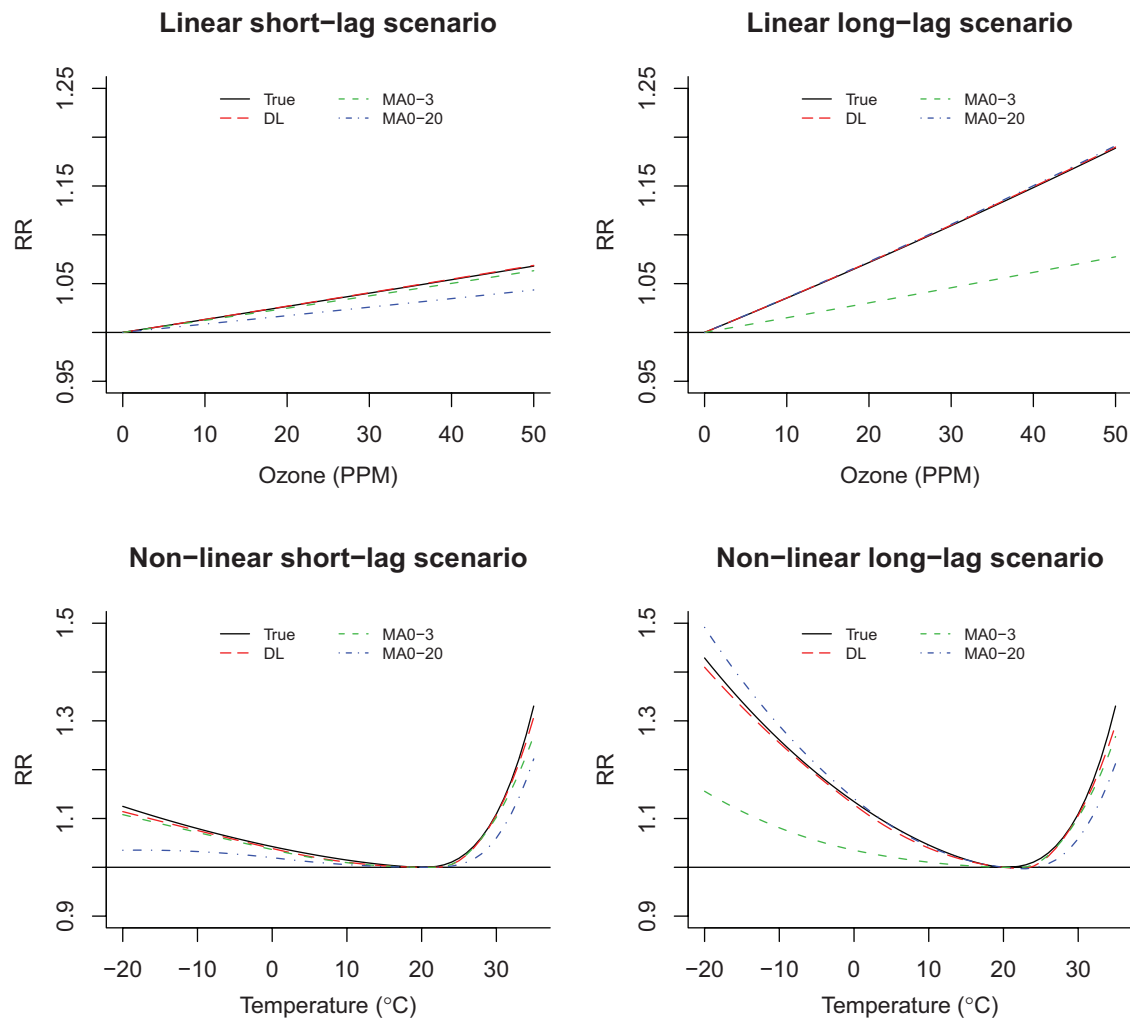 Linear short−lag scenario
True
DL
MA0−3
MA0−20
RR
0.95
1.05
1.15
1.25
0 10 20 30 40 50
Ozone (PPM)
Linear long−lag scenario
True
DL
MA0−3
MA0−20
RR
0.95
1.05
1.15
1.25
0 10 20 30 40 50
Ozone (PPM)
Non−linear short−lag scenario
True
DL
MA0−3
MA0−20
RR
0.9
1.1
1.3
1.5
−20 −10 0 10 20 30
Temperature (°C)
Non−linear long−lag scenario
True
DL
MA0−3
MA0−20
RR
0.9
1.1
1.3
1.5
−20 −10 0 10 20 30
Temperature (°C)